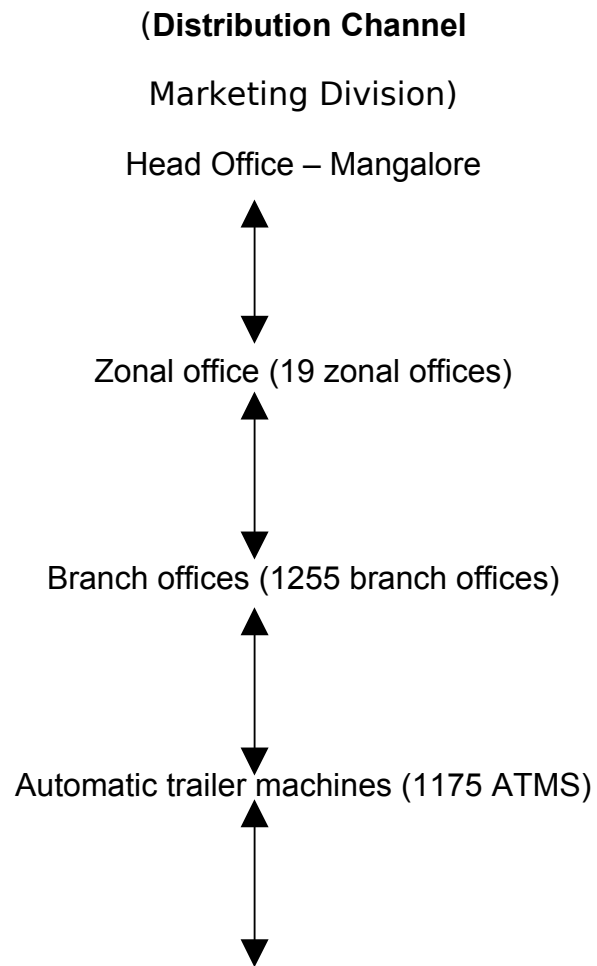 (Distribution Channel
Marketing Division)
Head Office – Mangalore
Zonal office (19 zonal offices)
Branch offices (1255 branch offices)
Automatic trailer machines (1175 ATMS)